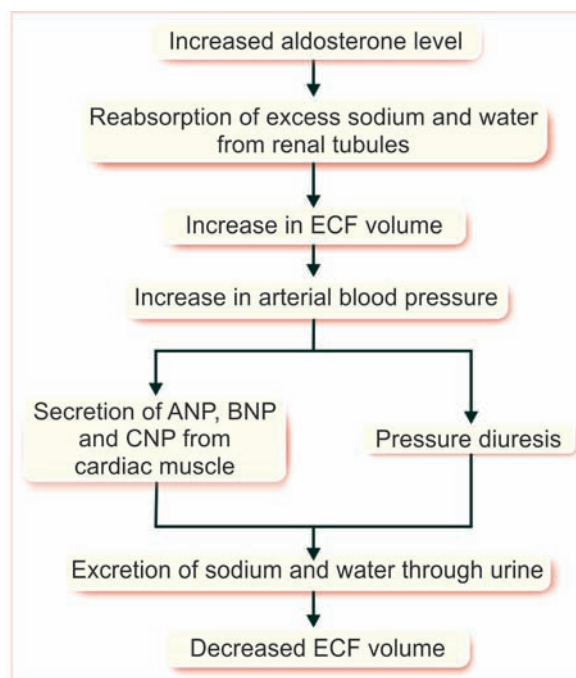 Increased aldosterone level
Reabsorption of excess sodium and water
from renal tubules
Increase in ECF volume
Increase in arterial blood pressure
Secretion of ANP, BNP
and CNP from
cardiac muscle
Pressure diuresis
Excretion of sodium and water through urine
Decreased ECF volume